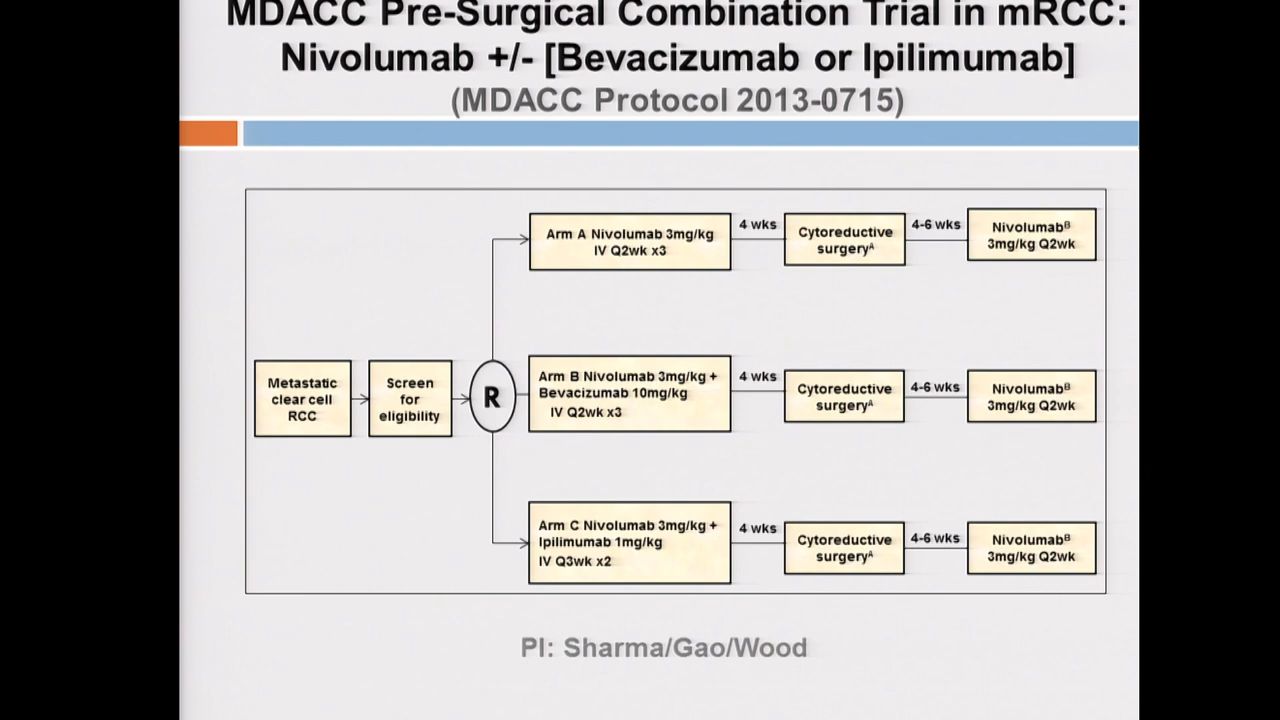 MDACC Pre-Surgical Combination Trial in mRCC:
Nivolumab +/- [Bevacizumab or Ipilimumab]
(MDACC Protocol 2013-0715)
Arm A Nivolumab 3mg/kg
IV Q2wk x3
4 wks
Cytoreductive
surgeryᴬ
4-6 wks
Nivolumabᴮ
3mg/kg Q2wk
Metastatic
clear cell
RCC
Screen
for
eligibility
R
Arm B Nivolumab 3mg/kg +
Bevacizumab 10mg/kg
IV Q2wk x3
4 wks
Cytoreductive
surgeryᴬ
4-6 wks
Nivolumabᴮ
3mg/kg Q2wk
Arm C Nivolumab 3mg/kg +
Ipilimumab 1mg/kg
IV Q3wk x2
4 wks
Cytoreductive
surgeryᴬ
4-6 wks
Nivolumabᴮ
3mg/kg Q2wk
PI: Sharma/Gao/Wood